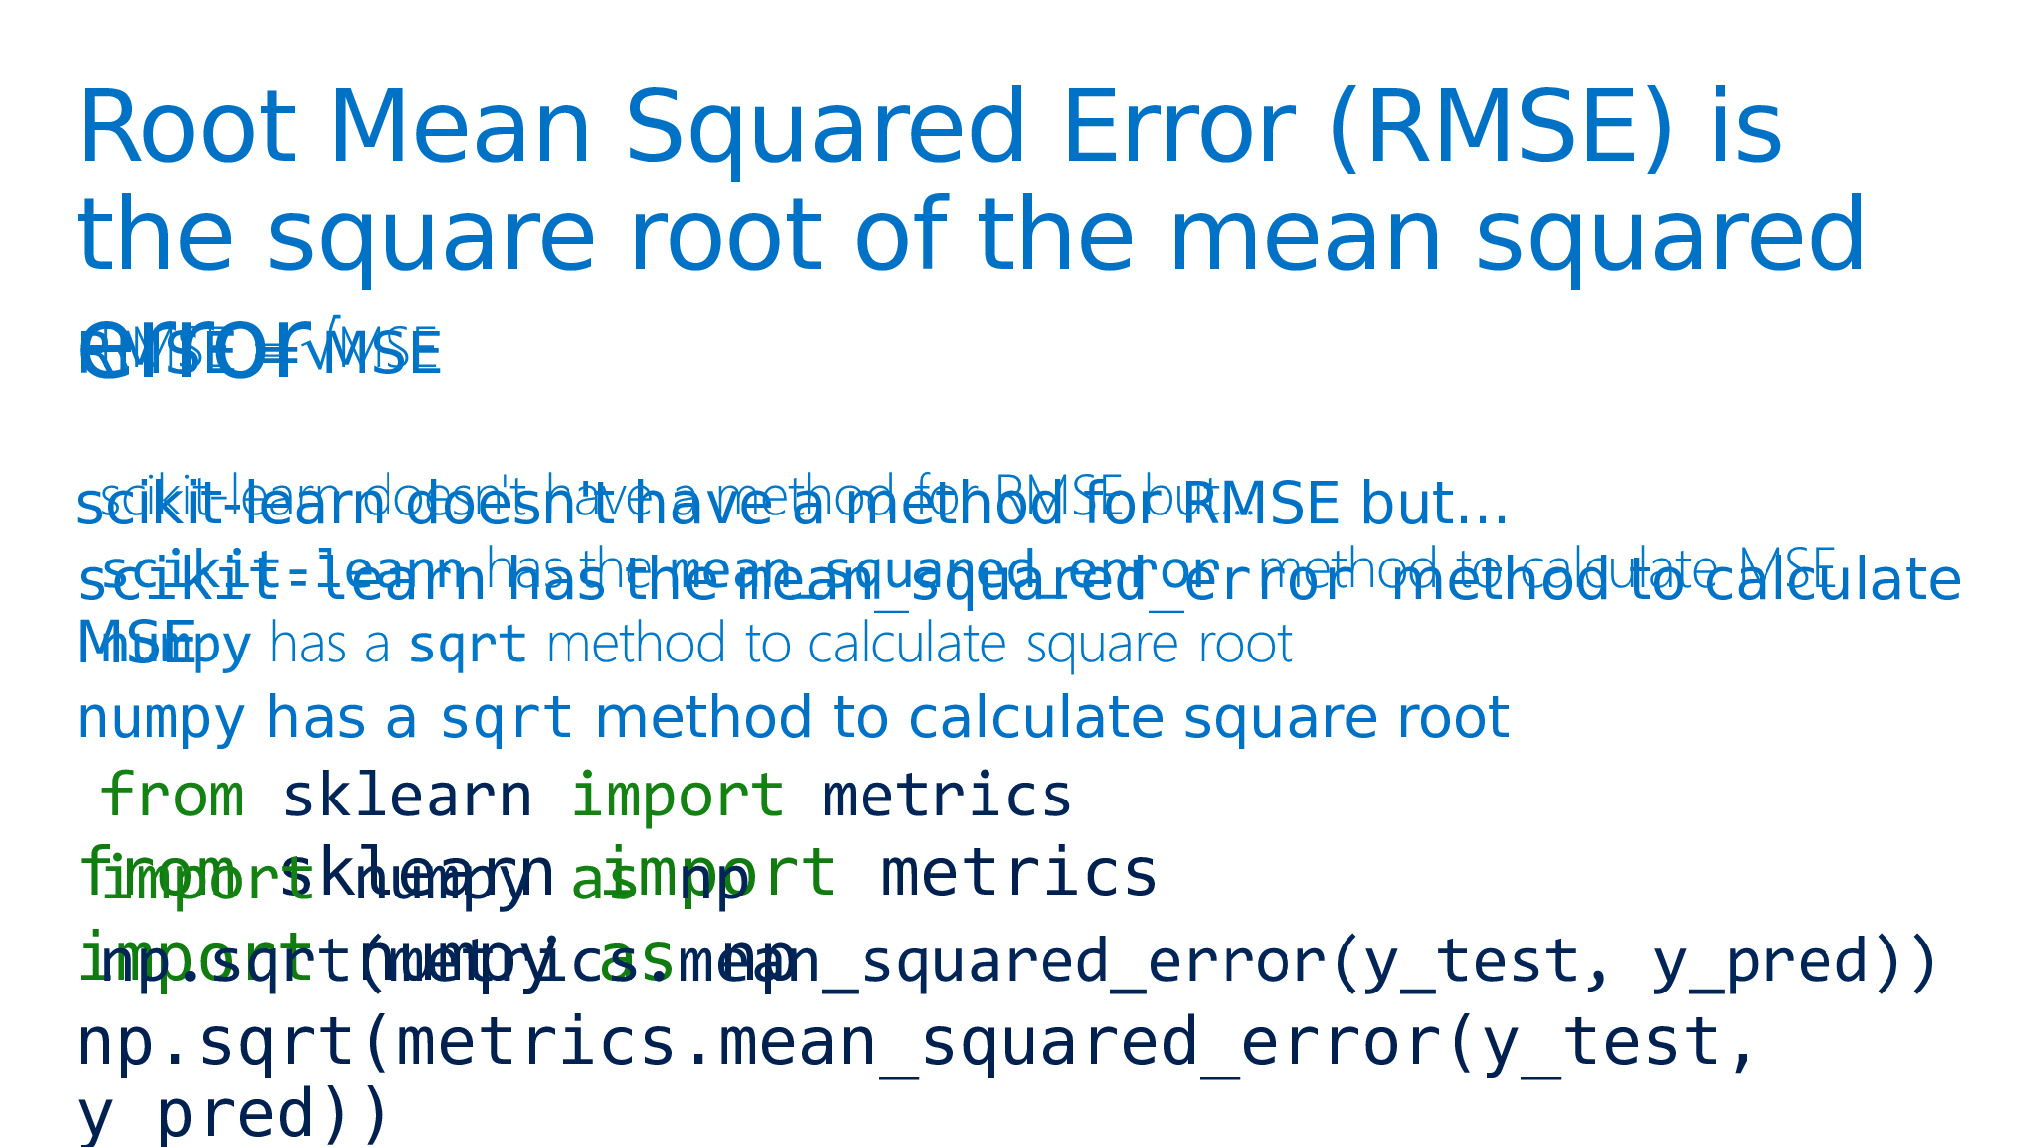 Root Mean Squared Error (RMSE) is
the square root of the mean squared
error
RMSE = √MSE
RMSE = √MSE
scikit-learn doesn't have a method for RMSE but…
scikit-learn doesn't have a method for RMSE but…
scikit-learn has the mean_squared_error method to calculate MSE
scikit-learn has the mean_squared_error method to calculate
MSE
numpy has a sqrt method to calculate square root
numpy has a sqrt method to calculate square root
from sklearn import metrics
from sklearn import metrics
import numpy as np
import numpy as np
np.sqrt(metrics.mean_squared_error(y_test, y_pred))
np.sqrt(metrics.mean_squared_error(y_test,
y_pred))